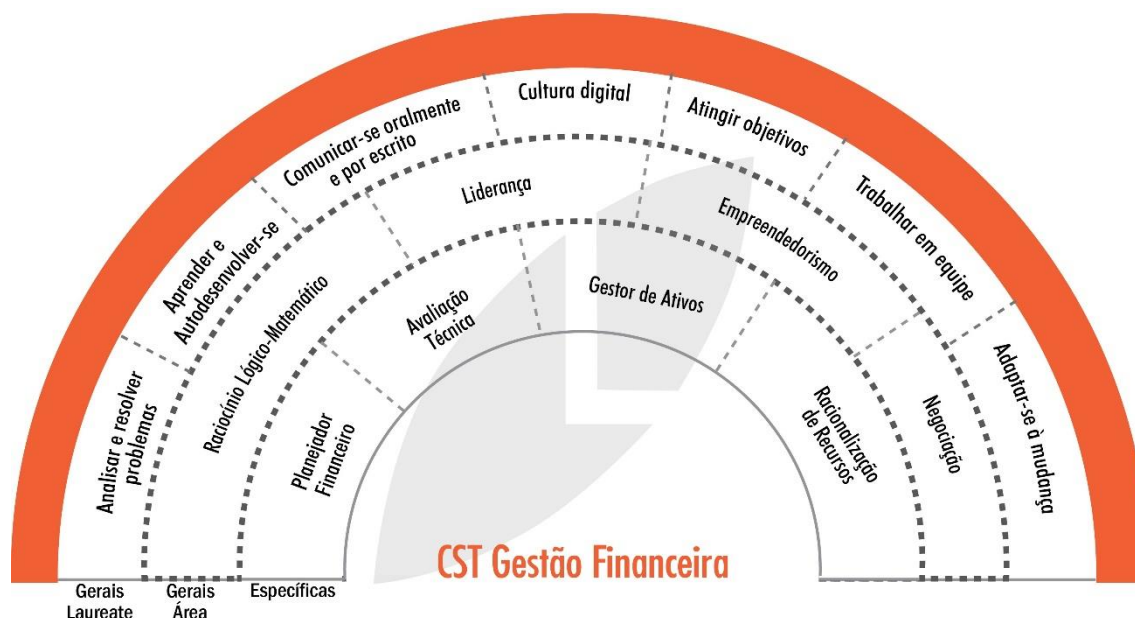 Analisar e resolver
problemas
Aprender e
Autodesenvolver-se
Comunicar-se oralmente
e por escrito
Cultura digital
Atingir objetivos
Trabalhar em equipe
Adaptar-se à mudança
Raciocínio Lógico-Matemático
Liderança
Empreendedorismo
Negociação
Planejador
Financeiro
Avaliação
Técnica
Gestor de Ativos
Racionalização
de Recursos
CST Gestão Financeira
Gerais
Laureate
Gerais
Área
Específicas